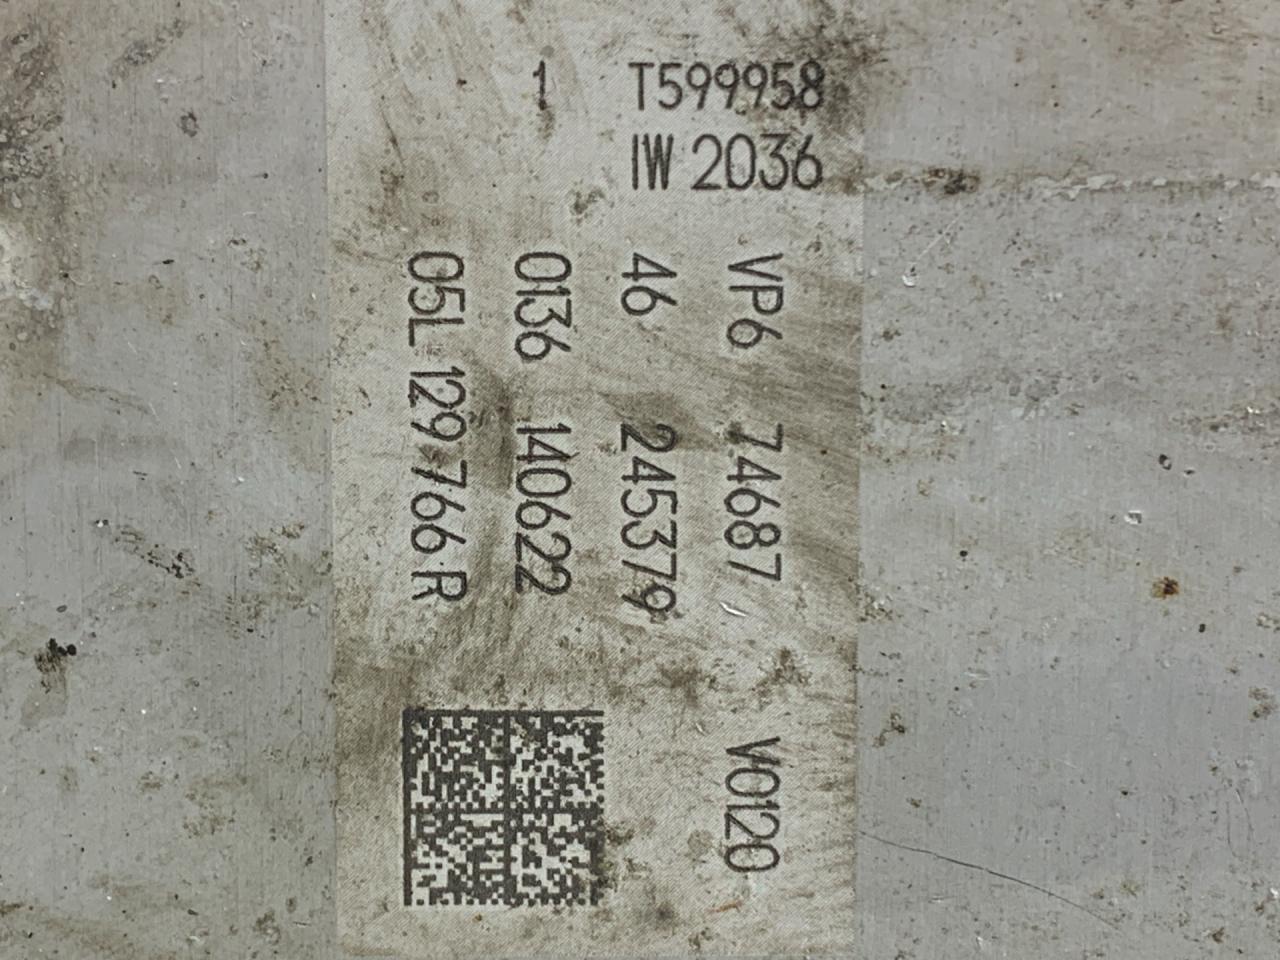 1 T599958
IW 2036
VP6 74687 V0120
46 245379
0136 140622
05L 129 766 R